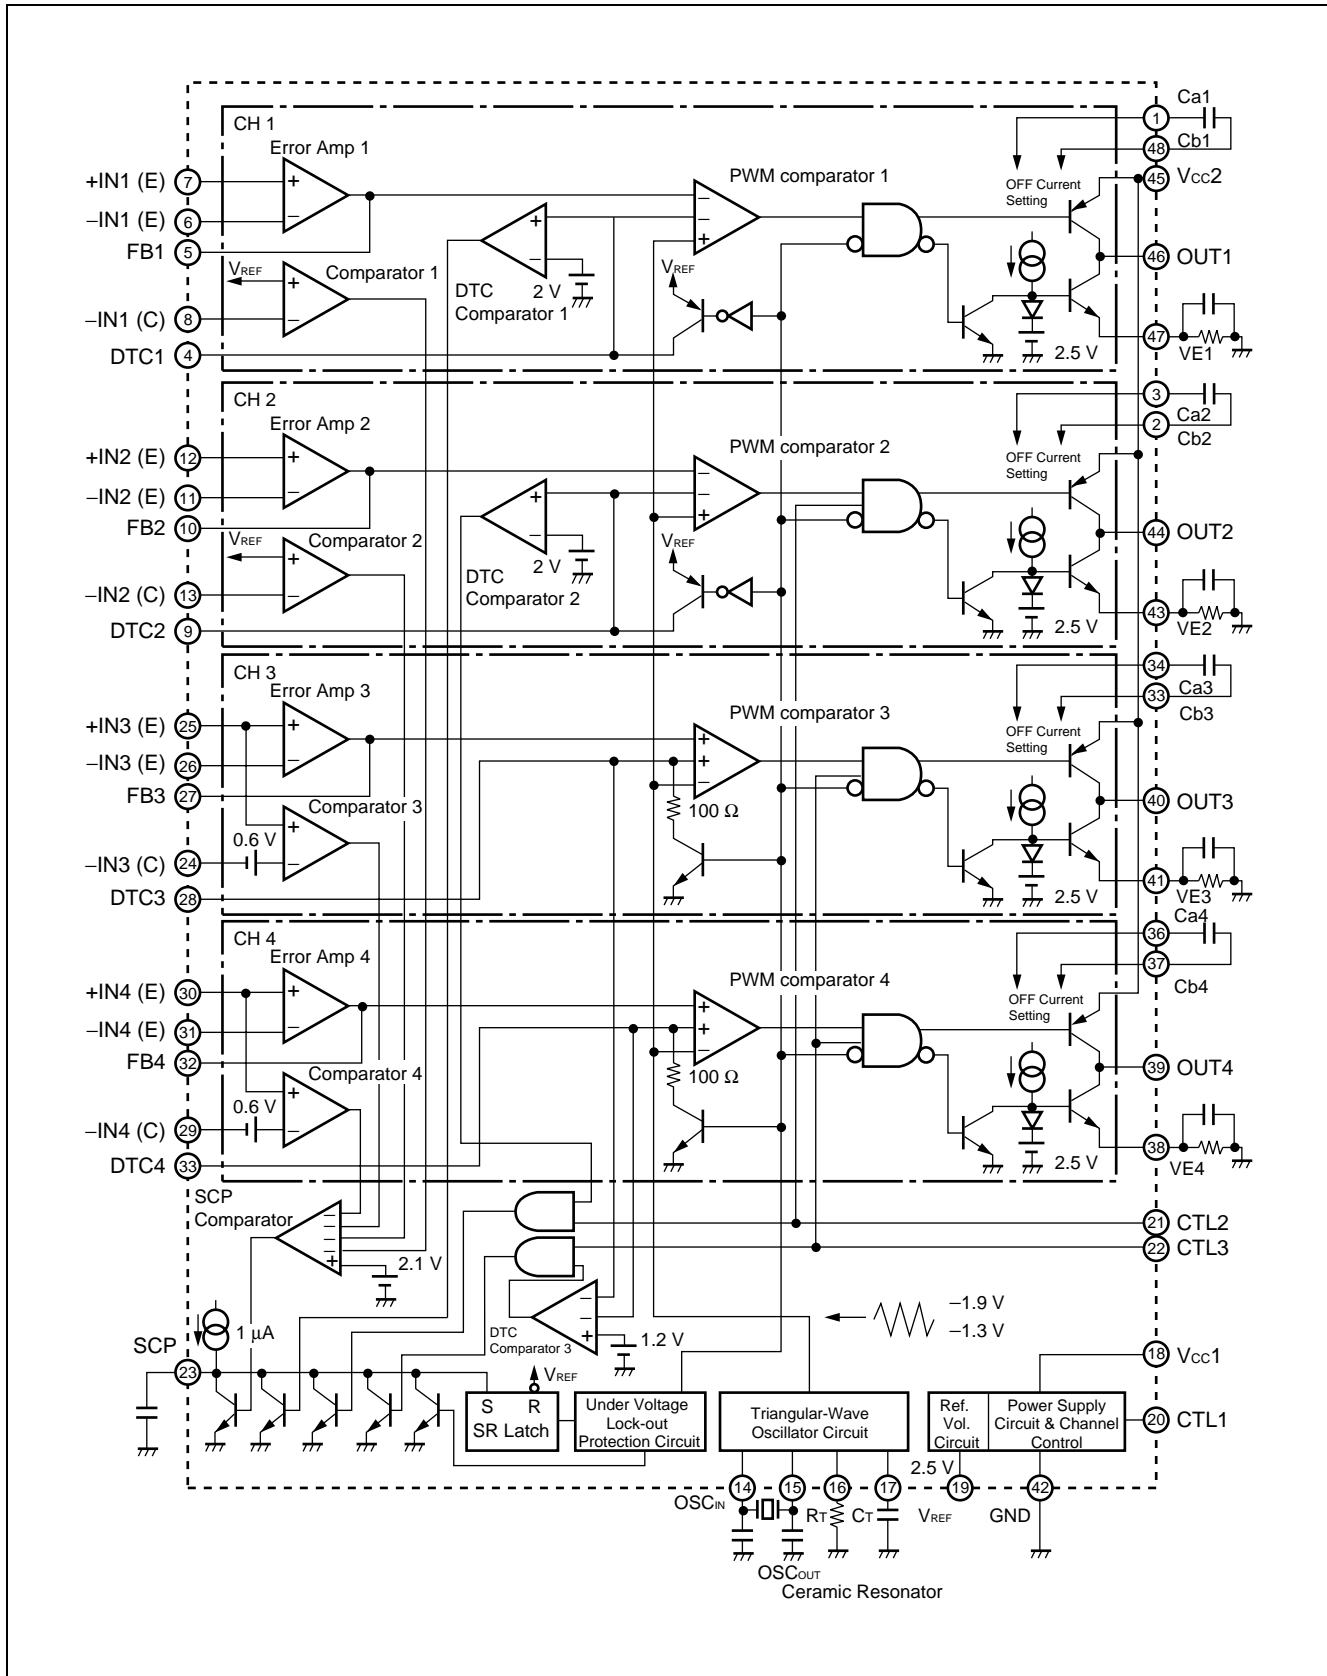 CH 1
Error Amp 1
+IN1 (E) 7
−IN1 (E) 6
FB1 5
VREF
Comparator 1
−IN1 (C) 8
DTC1 4
+
−
+
−
+
−
DTC
Comparator 1
2 V
PWM comparator 1
−
−
+
VREF
OFF Current
Setting
2.5 V
1 Ca1
48 Cb1
45 VCC2
46 OUT1
47 VE1
CH 2
Error Amp 2
+IN2 (E) 12
−IN2 (E) 11
FB2 10
VREF
Comparator 2
−IN2 (C) 13
DTC2 9
+
−
+
−
+
−
DTC
Comparator 2
2 V
PWM comparator 2
−
−
+
VREF
OFF Current
Setting
2.5 V
3 Ca2
2 Cb2
44 OUT2
43 VE2
CH 3
Error Amp 3
+IN3 (E) 25
−IN3 (E) 26
FB3 27
Comparator 3
0.6 V
−IN3 (C) 24
DTC3 28
+
−
+
−
PWM comparator 3
+
+
−
100 Ω
OFF Current
Setting
2.5 V
34 Ca3
33 Cb3
40 OUT3
41 VE3
CH 4
Error Amp 4
+IN4 (E) 30
−IN4 (E) 31
FB4 32
Comparator 4
0.6 V
−IN4 (C) 29
DTC4 33
+
−
+
−
PWM comparator 4
+
+
−
100 Ω
OFF Current
Setting
2.5 V
36 Ca4
37 Cb4
39 OUT4
38 VE4
SCP
Comparator
−
−
−
−
+
2.1 V
21 CTL2
22 CTL3
DTC
Comparator 3
−
−
+
1.2 V
−1.9 V
−1.3 V
1 µA
SCP 23
VREF
S R
SR Latch
Under Voltage
Lock-out
Protection Circuit
Triangular-Wave
Oscillator Circuit
Ref.
Vol.
Circuit
Power Supply
Circuit & Channel
Control
18 VCC1
20 CTL1
2.5 V
OSCIN 14
15
RT 16
CT 17
VREF 19
GND 42
OSCOUT
Ceramic Resonator